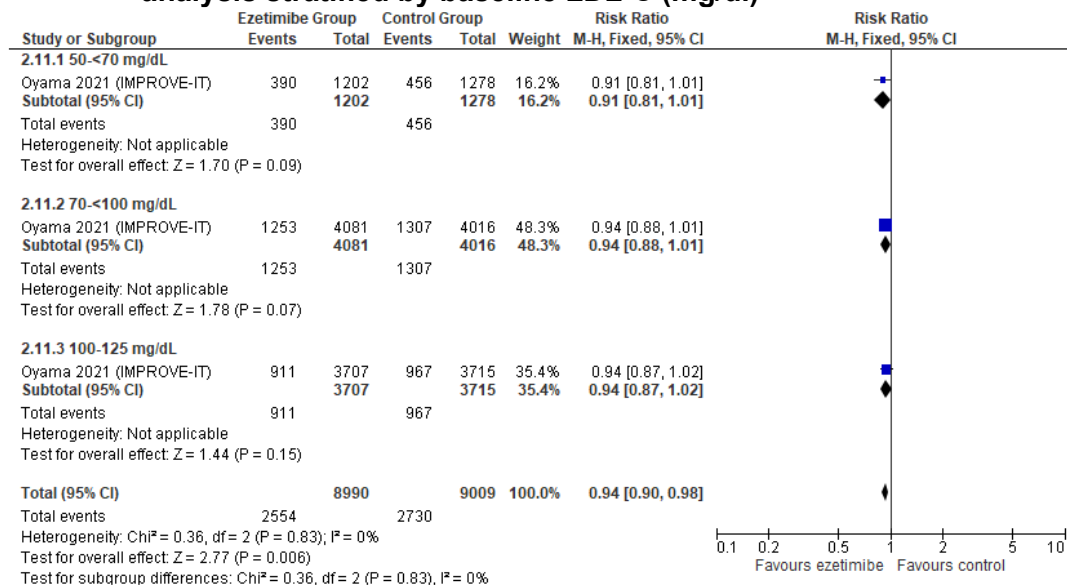 analysis stratified by baseline LDL-C (mg/dl)
Ezetimibe Group Control Group Risk Ratio Risk Ratio
Study or Subgroup Events Total Events Total Weight M-H, Fixed, 95% CI M-H, Fixed, 95% CI
2.11.1 50-<70 mg/dL
Oyama 2021 (IMPROVE-IT) 390 1202 456 1278 16.2% 0.91 [0.81, 1.01]
Subtotal (95% CI) 1202 1278 16.2% 0.91 [0.81, 1.01]
Total events 390 456
Heterogeneity: Not applicable
Test for overall effect: Z = 1.70 (P = 0.09)
2.11.2 70-<100 mg/dL
Oyama 2021 (IMPROVE-IT) 1253 4081 1307 4016 48.3% 0.94 [0.88, 1.01]
Subtotal (95% CI) 4081 4016 48.3% 0.94 [0.88, 1.01]
Total events 1253 1307
Heterogeneity: Not applicable
Test for overall effect: Z = 1.78 (P = 0.07)
2.11.3 100-125 mg/dL
Oyama 2021 (IMPROVE-IT) 911 3707 967 3715 35.4% 0.94 [0.87, 1.02]
Subtotal (95% CI) 3707 3715 35.4% 0.94 [0.87, 1.02]
Total events 911 967
Heterogeneity: Not applicable
Test for overall effect: Z = 1.44 (P = 0.15)
Total (95% CI) 8990 9009 100.0% 0.94 [0.90, 0.98]
Total events 2554 2730
Heterogeneity: Chi² = 0.36, df = 2 (P = 0.83); I² = 0%
Test for overall effect: Z = 2.77 (P = 0.006)
Test for subgroup differences: Chi² = 0.36, df = 2 (P = 0.83), I² = 0%
0.1 0.2 0.5 1 2 5 10
Favours ezetimibe Favours control